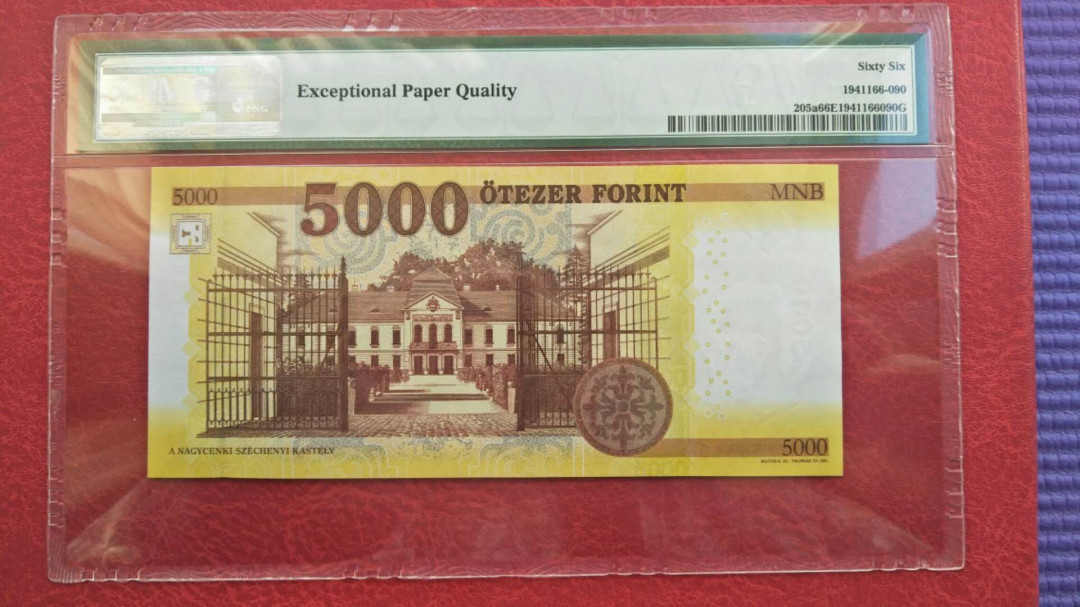 Sixty Six
Exceptional Paper Quality
1941166-090
205a66E1941166090G
5000
5000 ÖTEZER FORINT
MNB
A NAGYCENKI SZÉCHENYI-KASTÉLY
5000